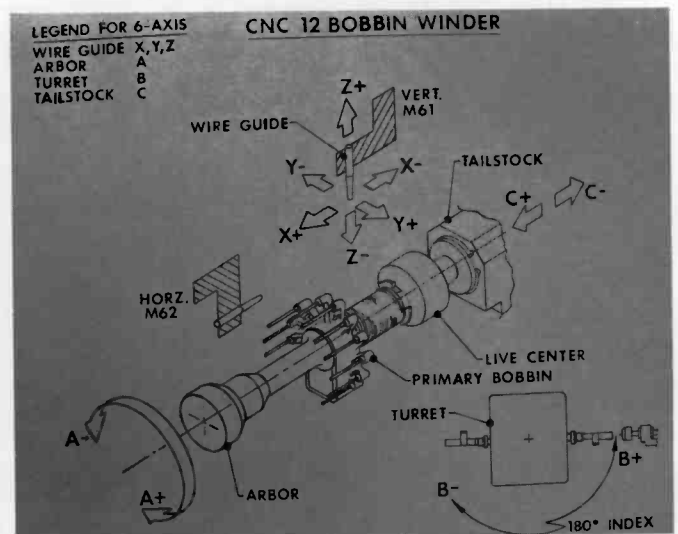 LEGEND FOR 6-AXIS
WIRE GUIDE X,Y,Z
ARBOR A
TURRET B
TAILSTOCK C
CNC 12 BOBBIN WINDER
Z+
VERT.
M61
WIRE GUIDE
Y-
X-
TAILSTOCK
C+
C-
X+
Y+
Z-
HORZ.
M62
LIVE CENTER
PRIMARY BOBBIN
TURRET
A-
B+
B-
A+
ARBOR
180° INDEX